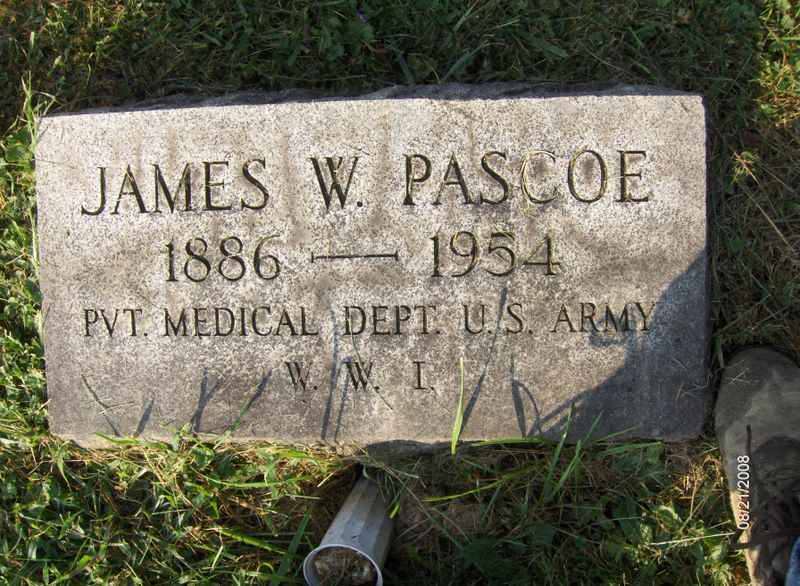 JAMES W. PASCOE
1886 — 1954
PVT. MEDICAL DEPT. U.S. ARMY
W. W. I.
08/21/2008